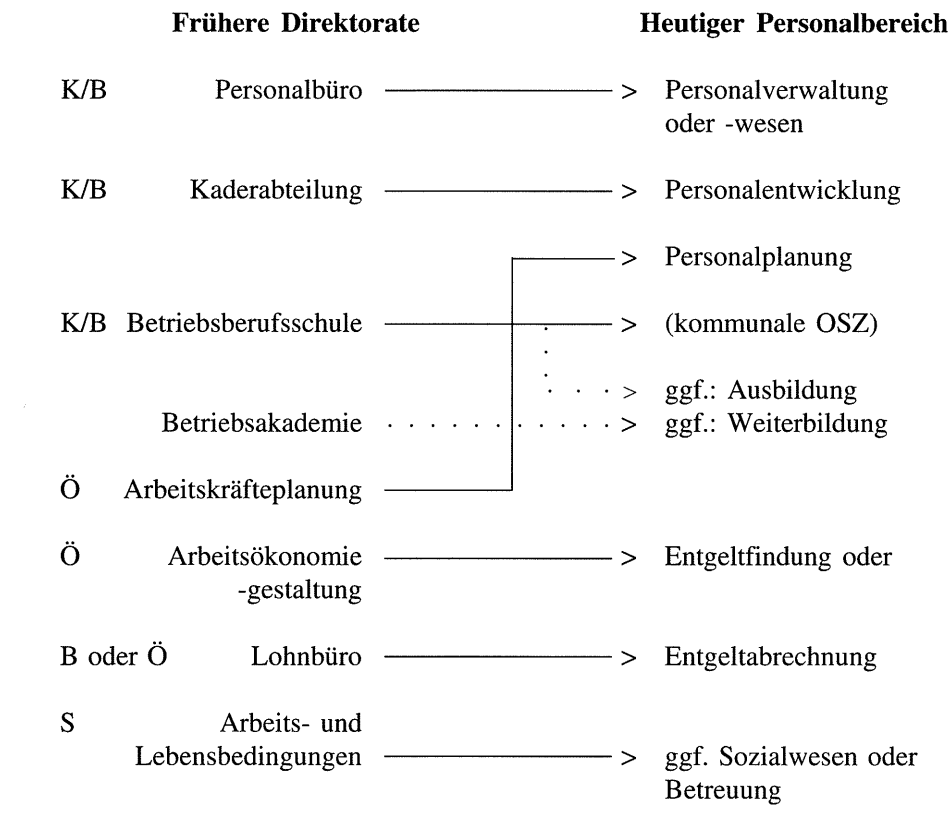 Frühere Direktorate Heutiger Personalbereich
K/B Personalbüro > Personalverwaltung
oder -wesen
K/B Kaderabteilung > Personalentwicklung
> Personalplanung
K/B Betriebsberufsschule > (kommunale OSZ)
> ggf.: Ausbildung
Betriebsakademie > ggf.: Weiterbildung
Ö Arbeitskräfteplanung
Ö Arbeitsökonomie > Entgeltfindung oder
-gestaltung
B oder Ö Lohnbüro > Entgeltabrechnung
S Arbeits- und
Lebensbedingungen > ggf. Sozialwesen oder
Betreuung